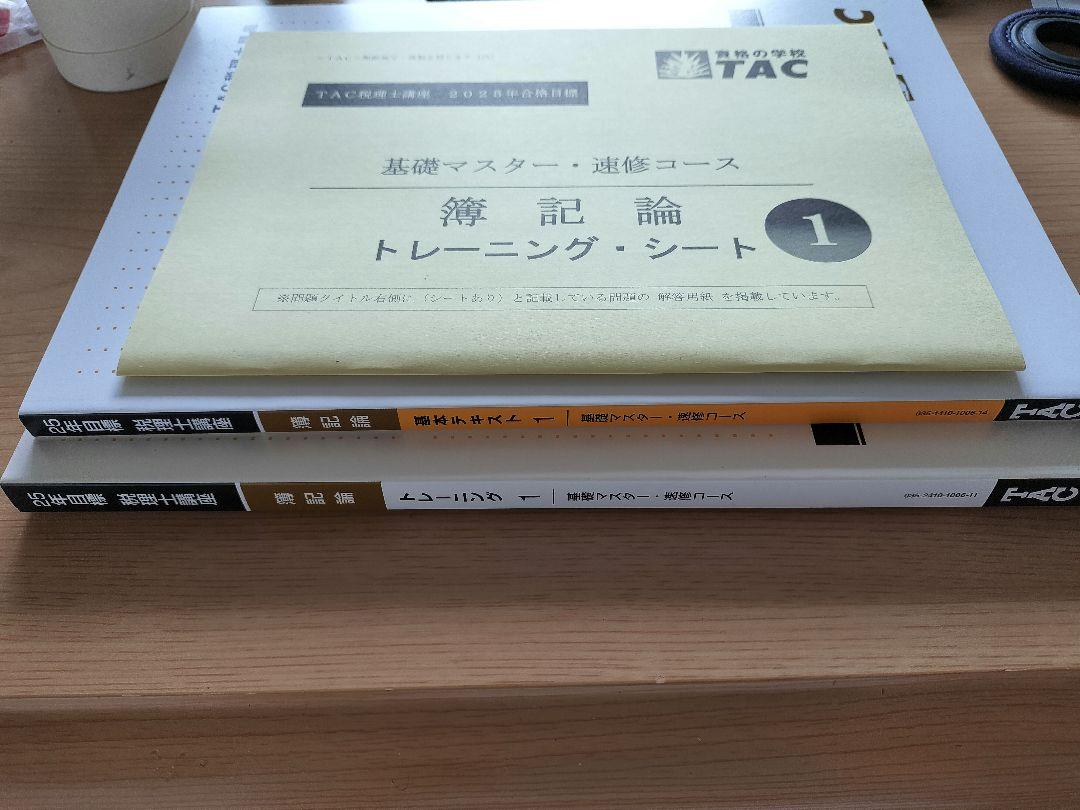 資格の学校
TAC
TAC税理士講座 2025年合格目標
基礎マスター・速修コース
簿記論
トレーニング・シート
1
※問題タイトル右側に（シートあり）と記載している問題の 解答用紙 を掲載しています。
25年目標 税理士講座 簿記論 基本テキスト 1 基礎マスター・速修コース TAC
25年目標 税理士講座 簿記論 トレーニング 1 基礎マスター・速修コース TAC